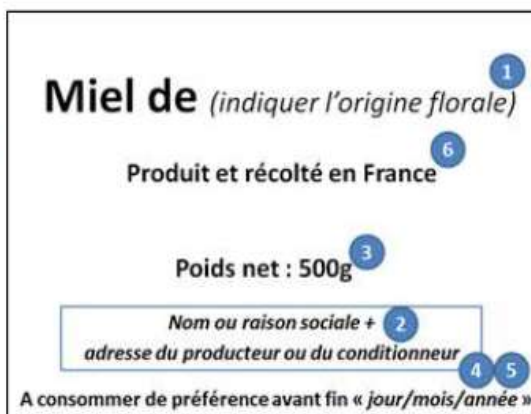 Miel de (indiquer l'origine florale) 1
Produit et récolté en France 6
Poids net : 500g 3
Nom ou raison sociale + 2
adresse du producteur ou du conditionneur
4 5
A consommer de préférence avant fin « jour/mois/année »